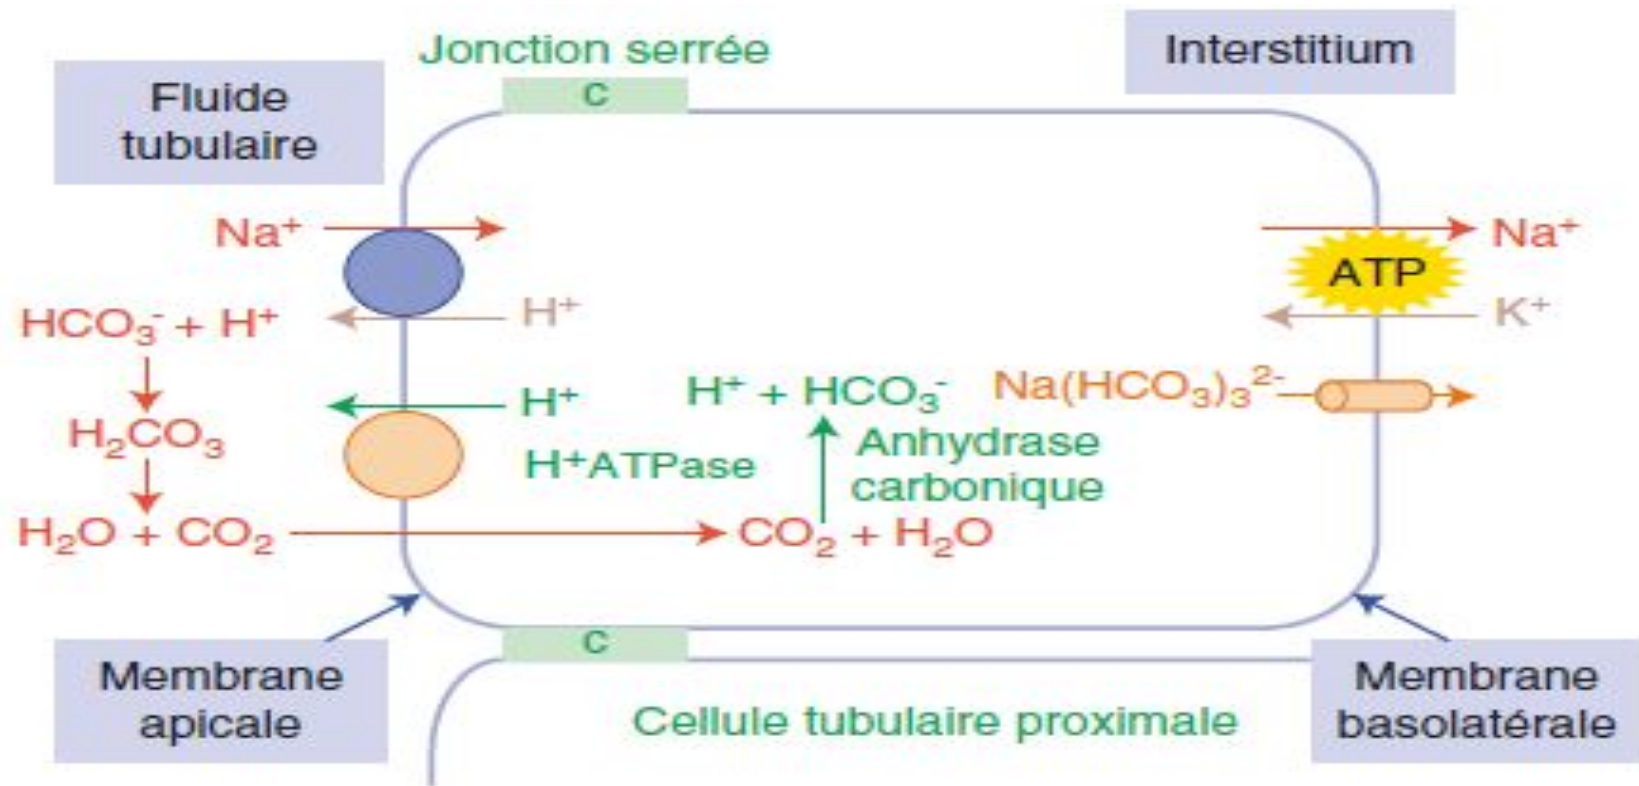 Jonction serrée
Interstitium
C
Fluide
tubulaire
Na⁺
Na⁺
ATP
HCO₃⁻ + H⁺
H⁺
K⁺
H⁺
H⁺ + HCO₃⁻
Na(HCO₃)₃²⁻
H₂CO₃
H⁺ATPase
Anhydrase
carbonique
H₂O + CO₂
CO₂ + H₂O
C
Membrane
apicale
Cellule tubulaire proximale
Membrane
basolatérale